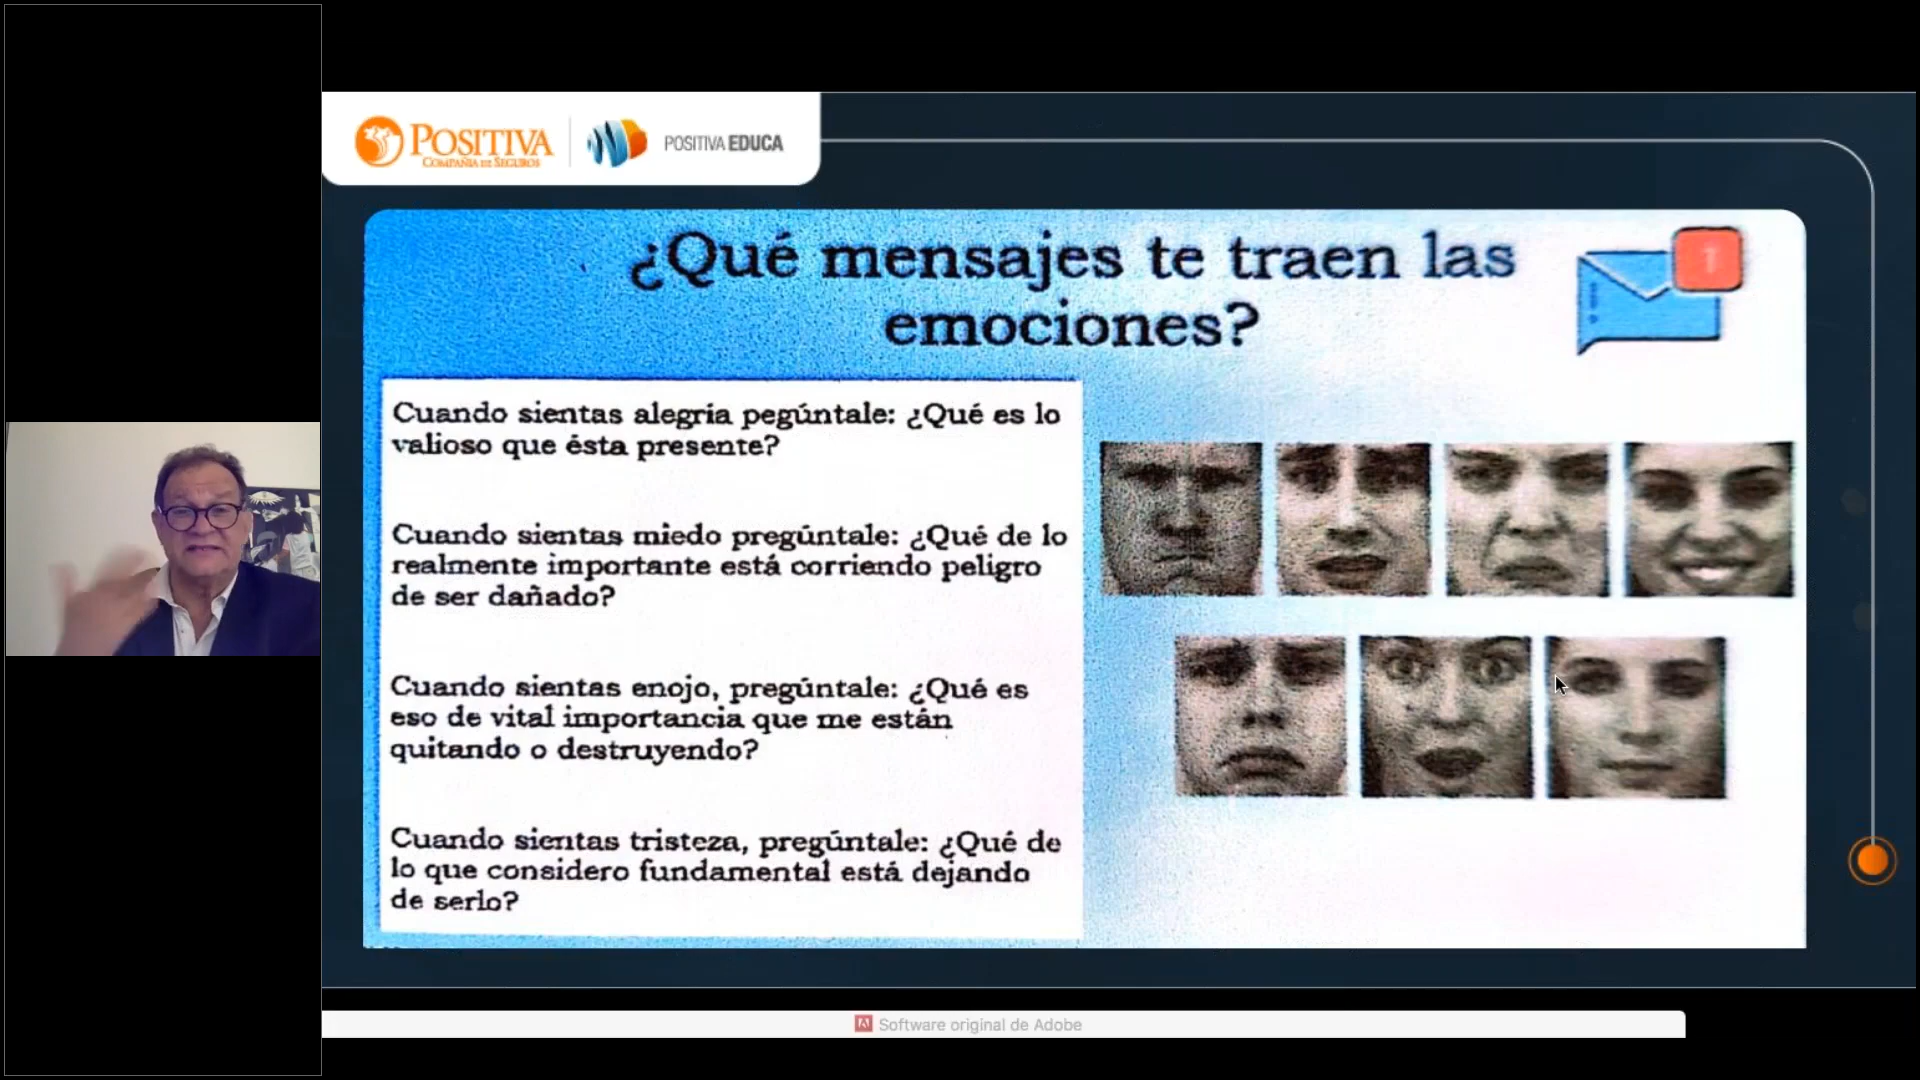 POSITIVA
COMPAÑÍA DE SEGUROS
POSITIVA EDUCA
¿Qué mensajes te traen las
emociones?
1
Cuando sientas alegria pegúntale: ¿Qué es lo
valioso que ésta presente?
Cuando sientas miedo pregúntale: ¿Qué de lo
realmente importante está corriendo peligro
de ser dañado?
Cuando sientas enojo, pregúntale: ¿Qué es
eso de vital importancia que me están
quitando o destruyendo?
Cuando sientas tristeza, pregúntale: ¿Qué de
lo que considero fundamental está dejando
de serlo?
Software original de Adobe